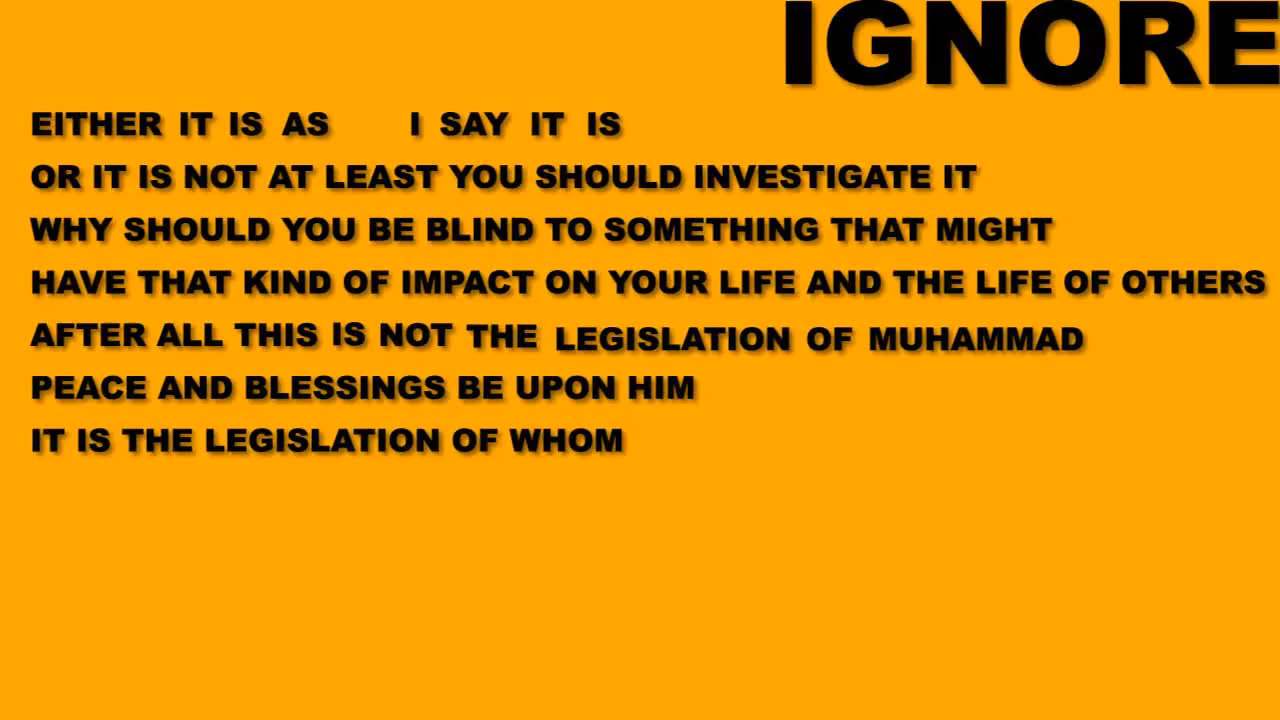 IGNORE
EITHER IT IS AS I SAY IT IS
OR IT IS NOT AT LEAST YOU SHOULD INVESTIGATE IT
WHY SHOULD YOU BE BLIND TO SOMETHING THAT MIGHT
HAVE THAT KIND OF IMPACT ON YOUR LIFE AND THE LIFE OF OTHERS
AFTER ALL THIS IS NOT THE LEGISLATION OF MUHAMMAD
PEACE AND BLESSINGS BE UPON HIM
IT IS THE LEGISLATION OF WHOM